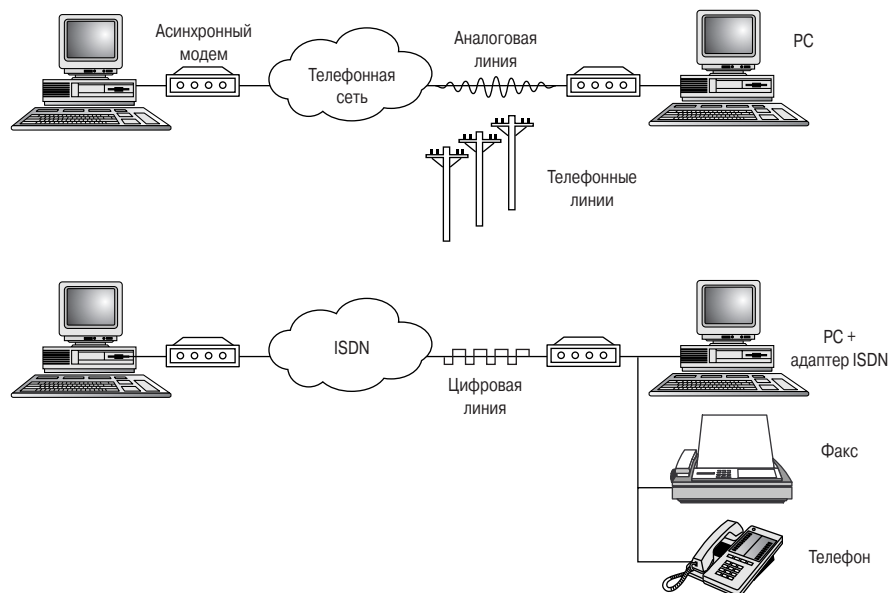 Асинхронный
модем
Телефонная
сеть
Аналоговая
линия
PC
Телефонные
линии
ISDN
Цифровая
линия
PC +
адаптер ISDN
Факс
Телефон